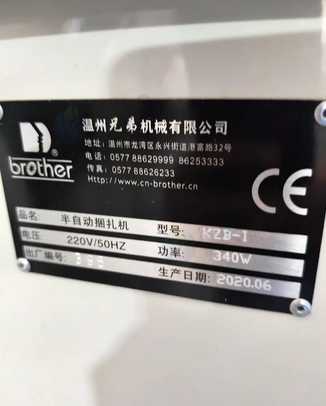 brother
温州兄弟机械有限公司
地址: 温州市龙湾区永兴街道港富路32号
电话: 0577 88629999 86253333
传真: 0577 88626233
Http://www.cn-brother.cn
CE
品名: 半自动捆扎机 型号: KZB-I
电压: 220V/50HZ 功率: 340W
出厂编号: 395 生产日期: 2020.06